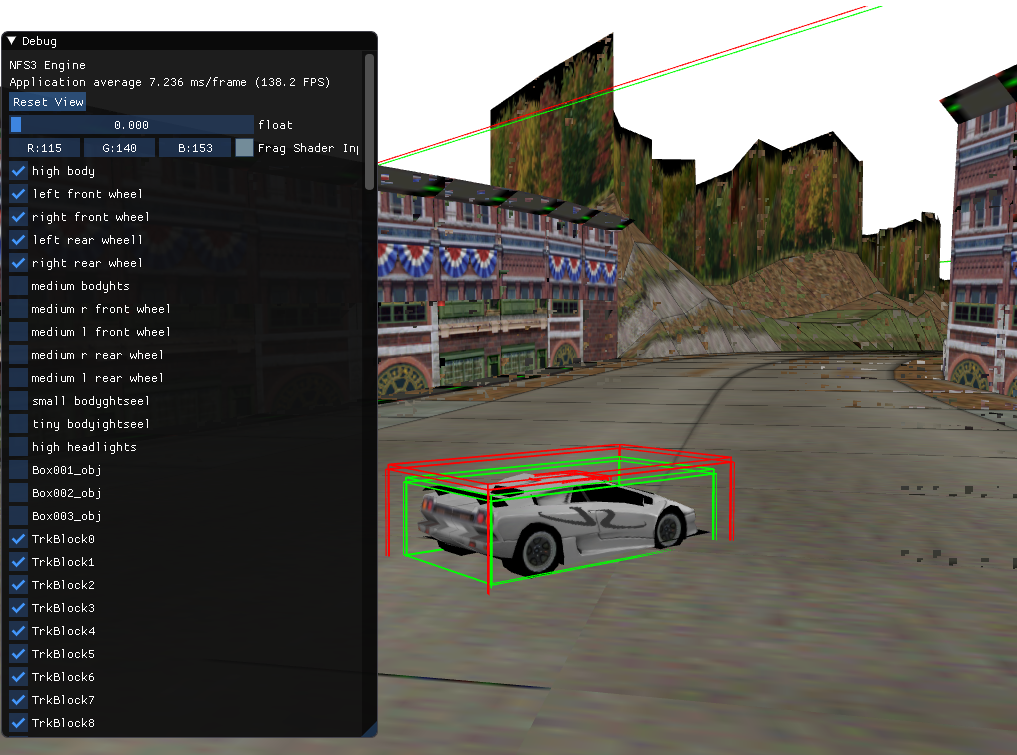 Debug
NFS3 Engine
Application average 7.236 ms/frame (138.2 FPS)
Reset View
0.000 float
R:115 G:140 B:153 Frag Shader Inp
high body
left front wheel
right front wheel
left rear wheell
right rear wheel
medium bodyhts
medium r front wheel
medium l front wheel
medium r rear wheel
medium l rear wheel
small bodyghtseel
tiny bodyightseel
high headlights
Box001_obj
Box002_obj
Box003_obj
TrkBlock0
TrkBlock1
TrkBlock2
TrkBlock3
TrkBlock4
TrkBlock5
TrkBlock6
TrkBlock7
TrkBlock8